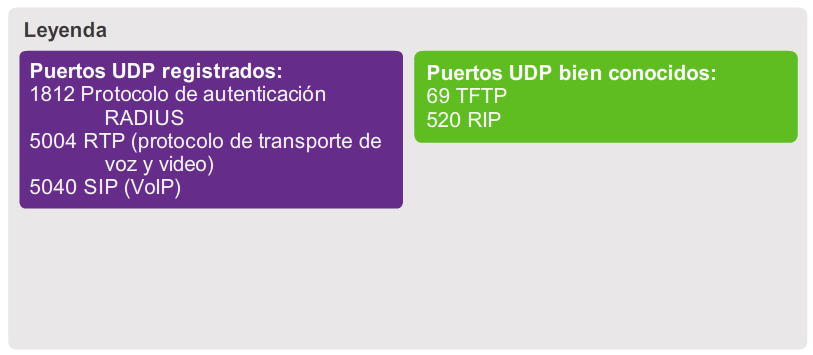 Leyenda
Puertos UDP registrados:
1812 Protocolo de autenticación
RADIUS
5004 RTP (protocolo de transporte de
voz y video)
5040 SIP (VoIP)
Puertos UDP bien conocidos:
69 TFTP
520 RIP